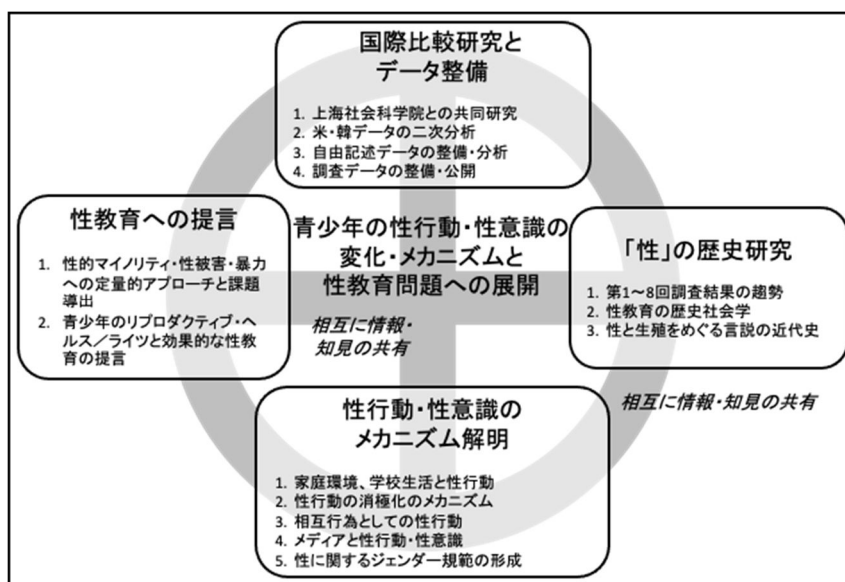 国際比較研究と
データ整備
1. 上海社会科学院との共同研究
2. 米・韓データの二次分析
3. 自由記述データの整備・分析
4. 調査データの整備・公開
性教育への提言
1. 性的マイノリティ・性被害・暴力
への定量的アプローチと課題
導出
2. 青少年のリプロダクティブ・ヘ
ルス／ライツと効果的な性教
育の提言
青少年の性行動・性意識の
変化・メカニズムと
性教育問題への展開
相互に情報・
知見の共有
「性」の歴史研究
1. 第1～8回調査結果の趨勢
2. 性教育の歴史社会学
3. 性と生殖をめぐる言説の近代史
相互に情報・知見の共有
性行動・性意識の
メカニズム解明
1. 家庭環境、学校生活と性行動
2. 性行動の消極化のメカニズム
3. 相互行為としての性行動
4. メディアと性行動・性意識
5. 性に関するジェンダー規範の形成